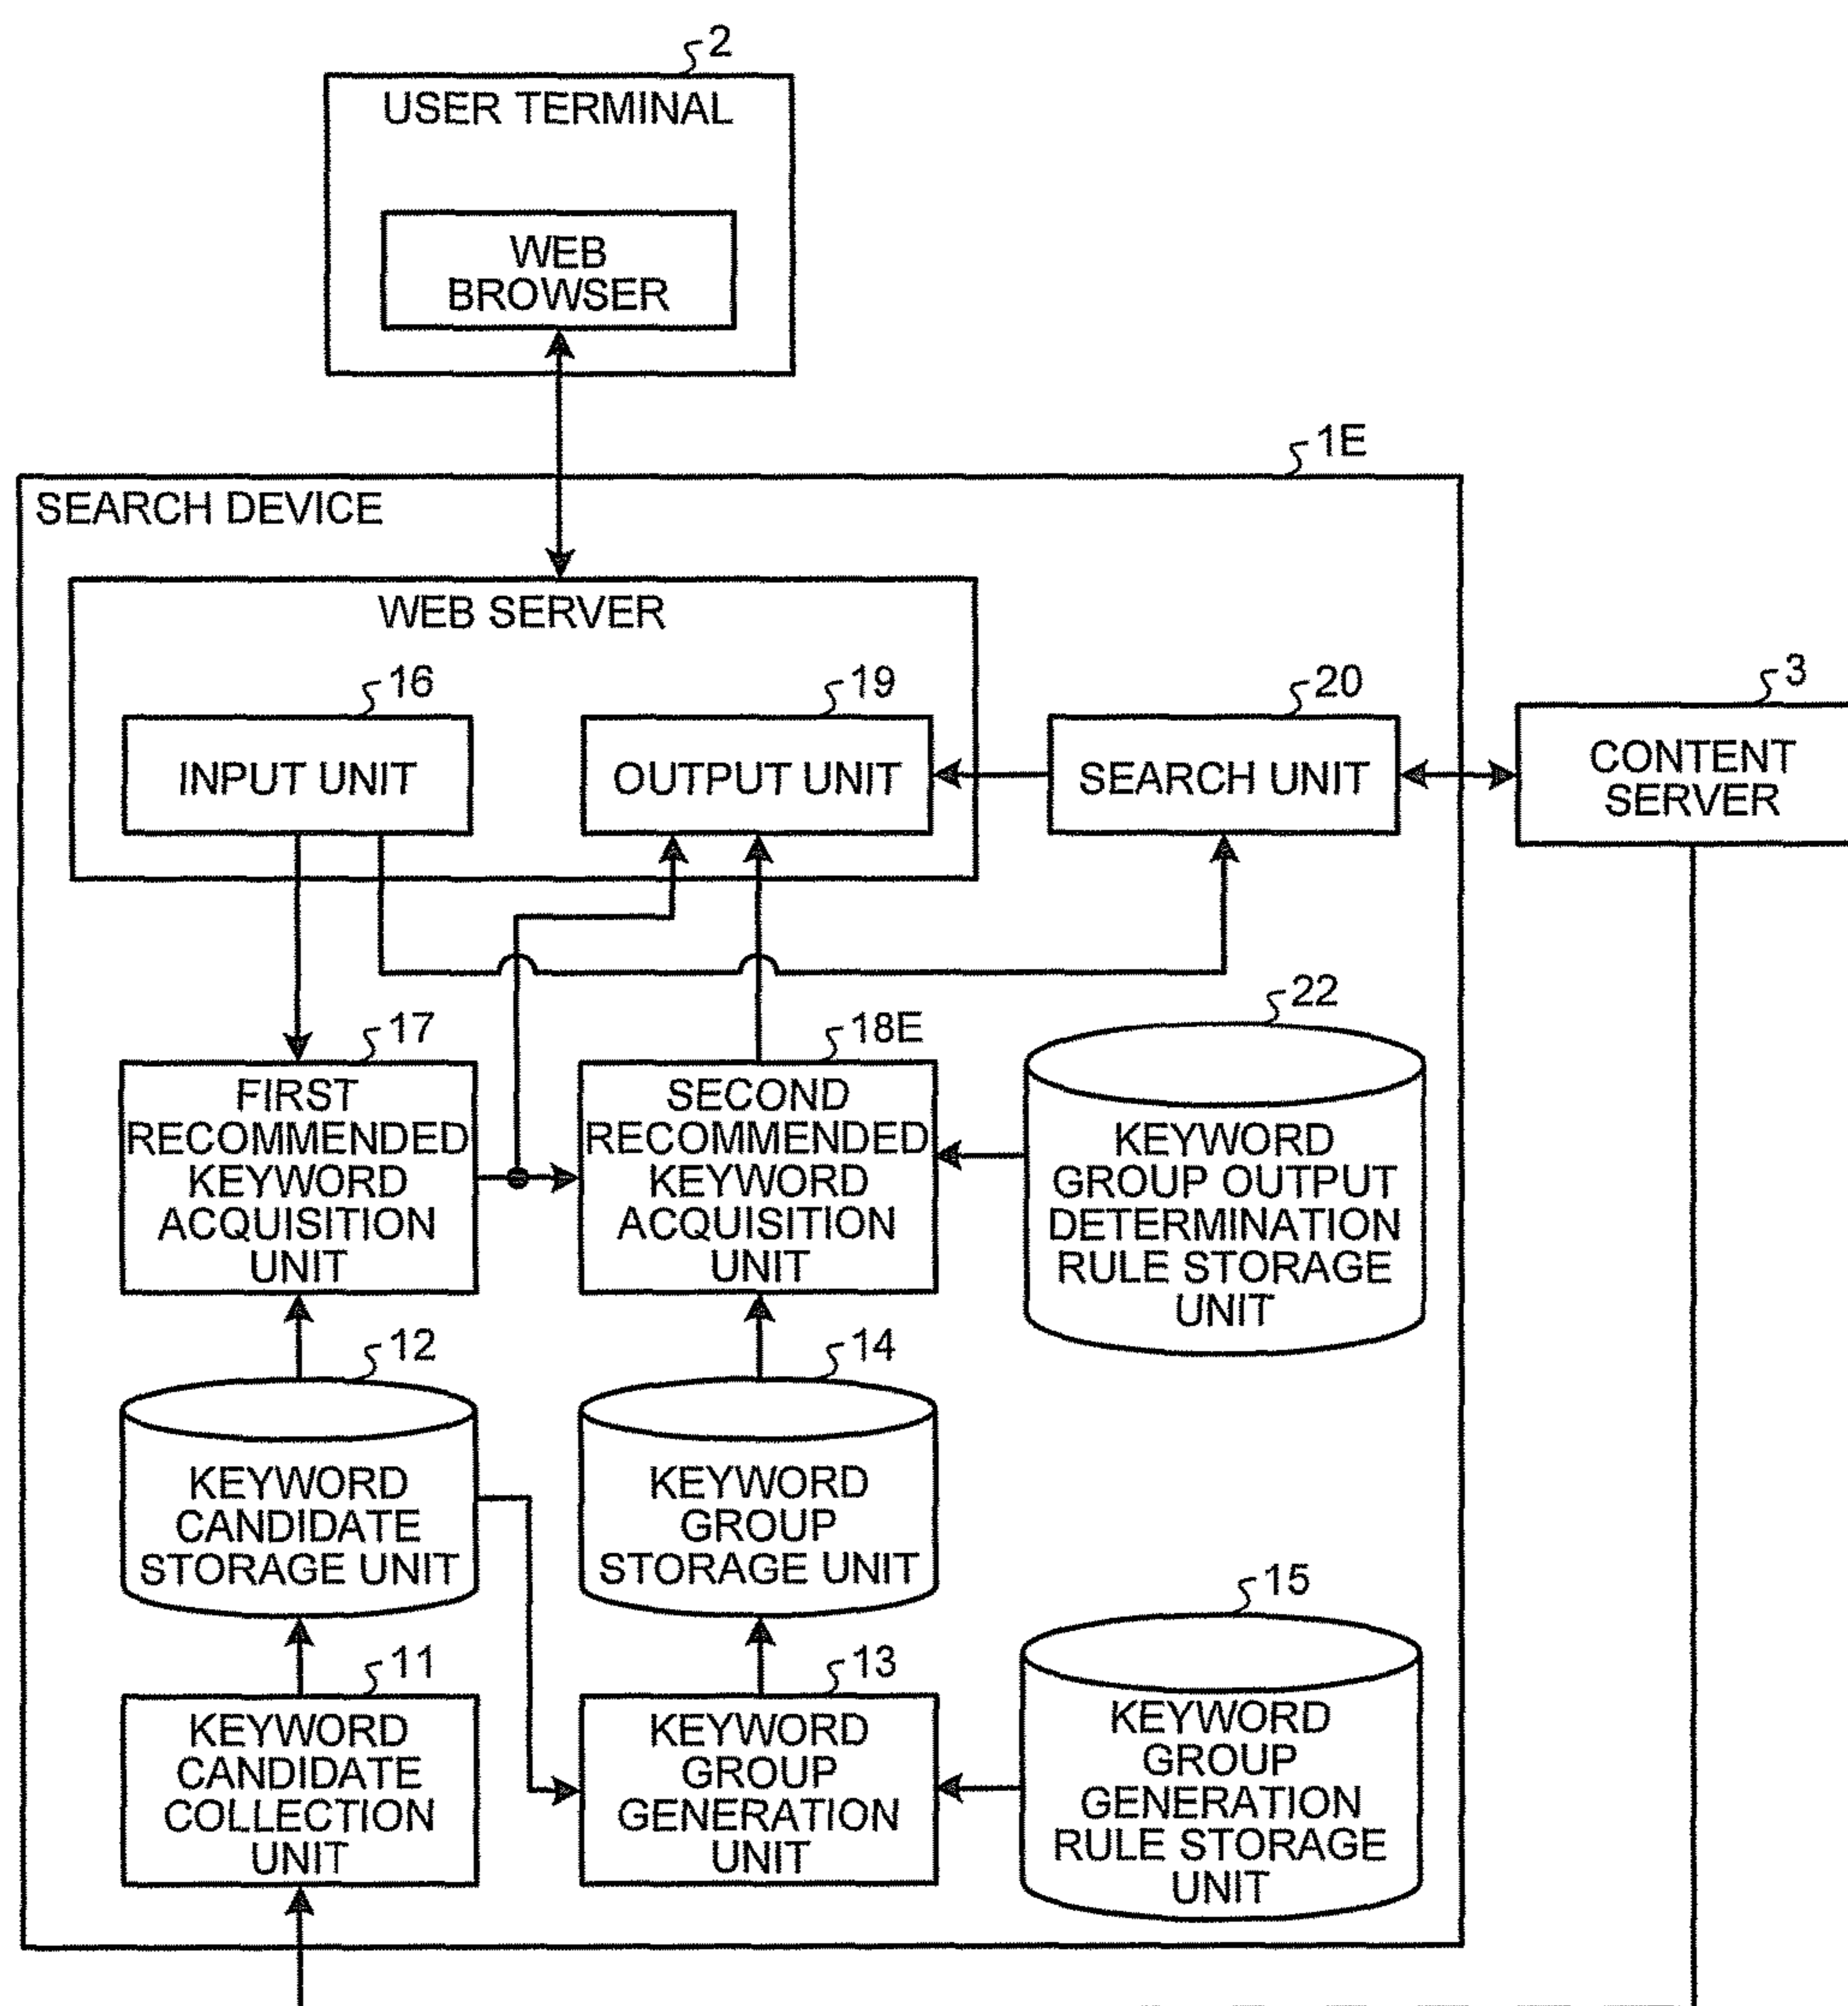 2
USER TERMINAL
WEB
BROWSER
1E
SEARCH DEVICE
WEB SERVER
16
INPUT UNIT
19
OUTPUT UNIT
20
SEARCH UNIT
3
CONTENT
SERVER
17
FIRST
RECOMMENDED
KEYWORD
ACQUISITION
UNIT
18E
SECOND
RECOMMENDED
KEYWORD
ACQUISITION
UNIT
22
KEYWORD
GROUP OUTPUT
DETERMINATION
RULE STORAGE
UNIT
12
KEYWORD
CANDIDATE
STORAGE UNIT
14
KEYWORD
GROUP
STORAGE UNIT
11
KEYWORD
CANDIDATE
COLLECTION
UNIT
13
KEYWORD
GROUP
GENERATION
UNIT
15
KEYWORD
GROUP
GENERATION
RULE STORAGE
UNIT